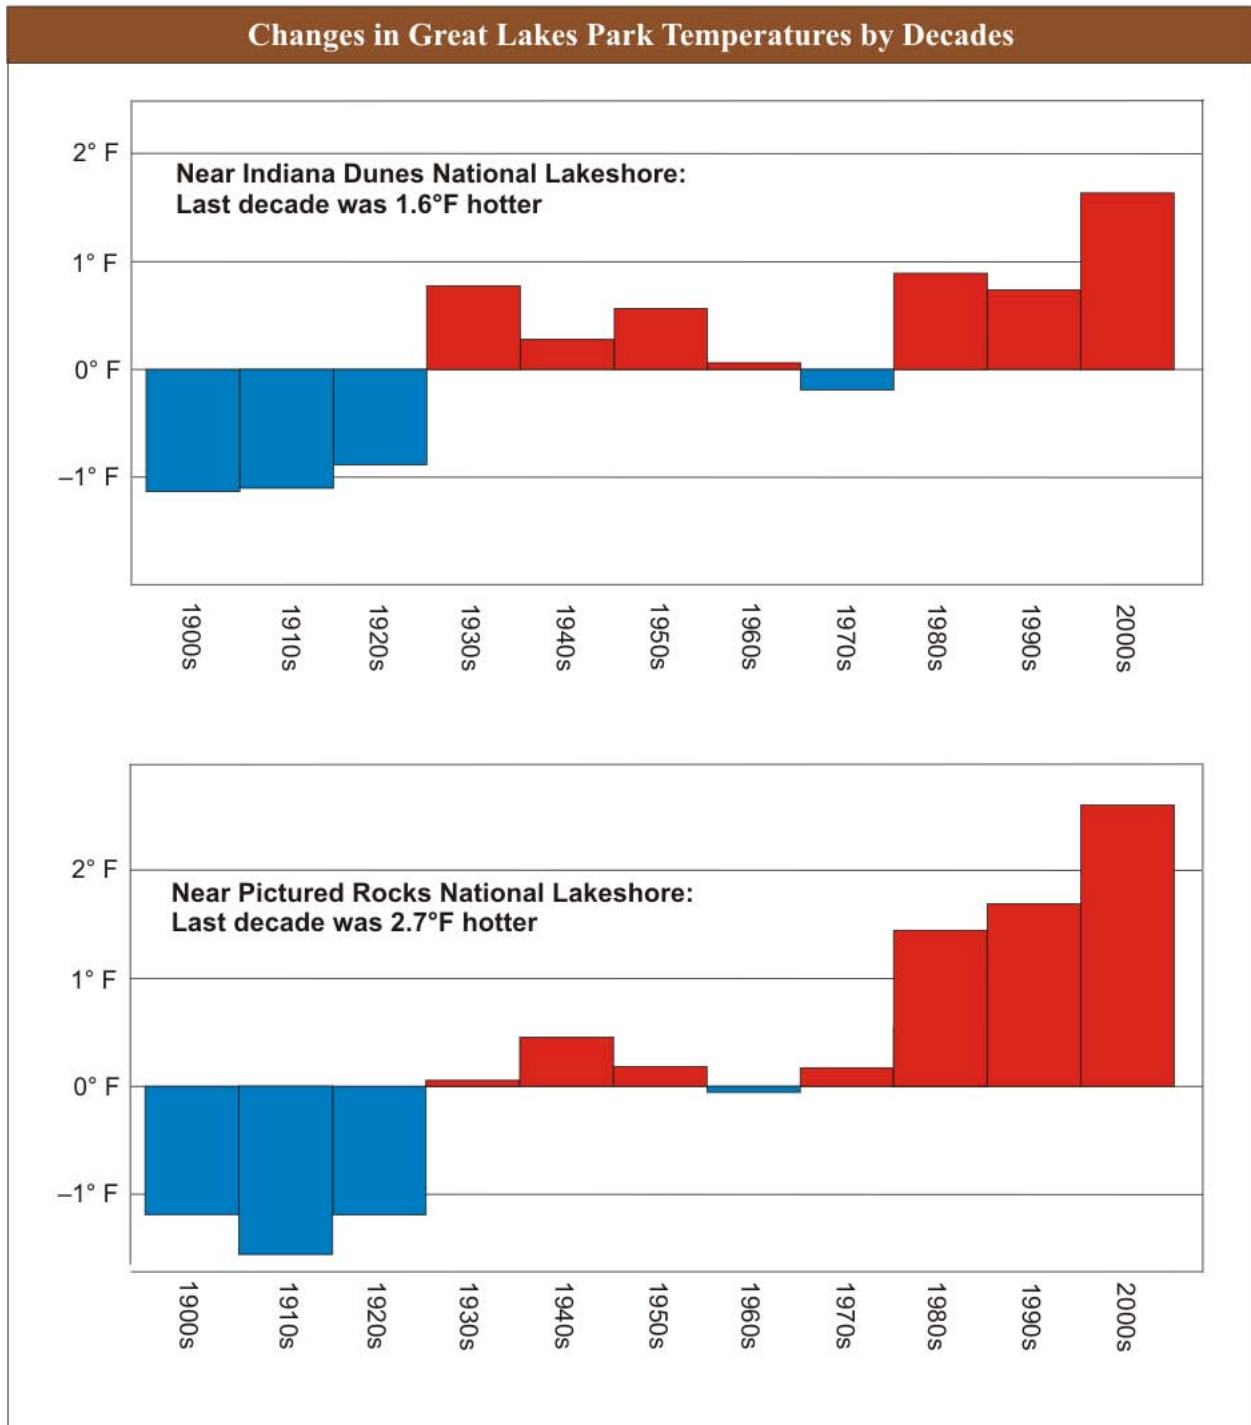 Changes in Great Lakes Park Temperatures by Decades
2° F
Near Indiana Dunes National Lakeshore:
Last decade was 1.6°F hotter
1° F
0° F
–1° F
1900s
1910s
1920s
1930s
1940s
1950s
1960s
1970s
1980s
1990s
2000s
2° F
Near Pictured Rocks National Lakeshore:
Last decade was 2.7°F hotter
1° F
0° F
–1° F
1900s
1910s
1920s
1930s
1940s
1950s
1960s
1970s
1980s
1990s
2000s